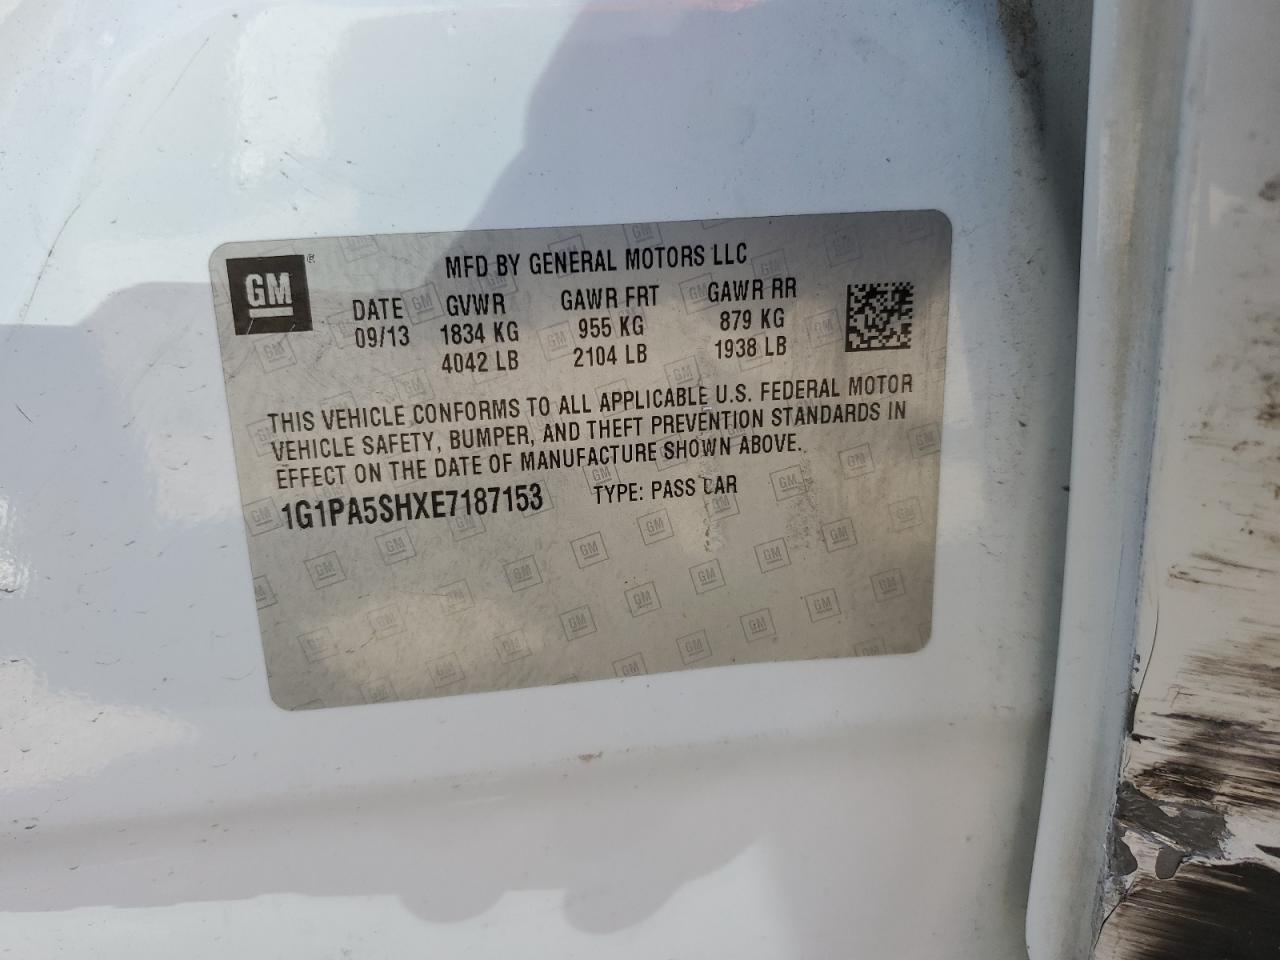 GM
MFD BY GENERAL MOTORS LLC
DATE GVWR GAWR FRT GAWR RR
09/13 1834 KG 955 KG 879 KG
4042 LB 2104 LB 1938 LB
THIS VEHICLE CONFORMS TO ALL APPLICABLE U.S. FEDERAL MOTOR
VEHICLE SAFETY, BUMPER, AND THEFT PREVENTION STANDARDS IN
EFFECT ON THE DATE OF MANUFACTURE SHOWN ABOVE.
1G1PA5SHXE7187153 TYPE: PASS CAR